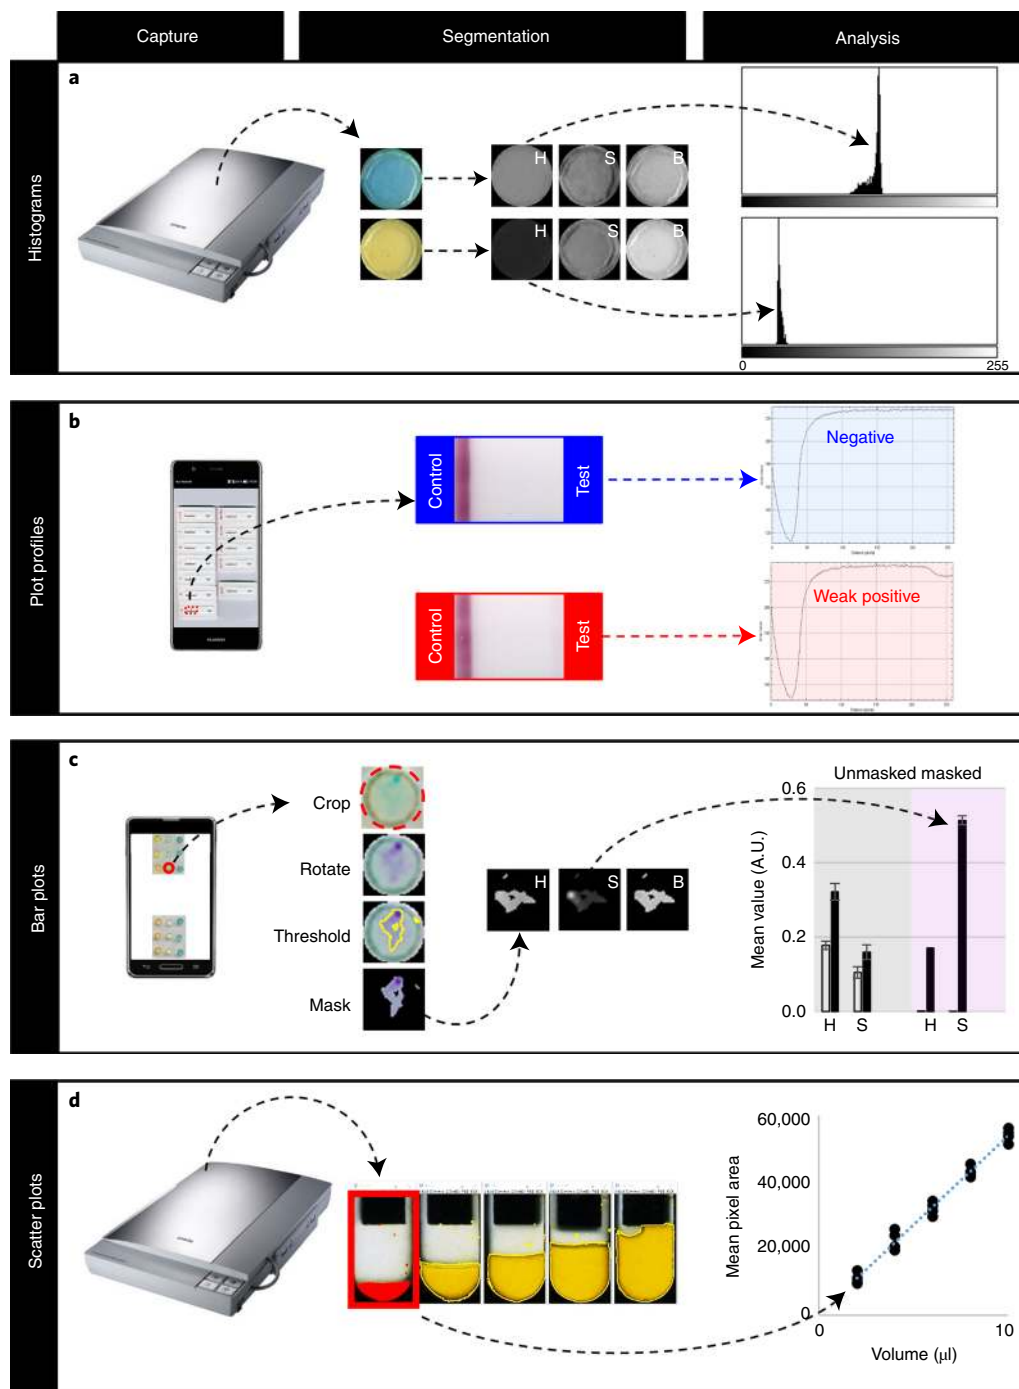 Capture
Segmentation
Analysis
Histograms
a
H
S
B
H
S
B
0
255
Plot profiles
b
Control
Test
Negative
Control
Test
Weak positive
Bar plots
c
Crop
Rotate
Threshold
Mask
H
S
B
Unmasked masked
Mean value (A.U.)
0.6
0.4
0.2
0.0
H
S
H
S
Scatter plots
d
Mean pixel area
60,000
40,000
20,000
0
0
10
Volume (µl)